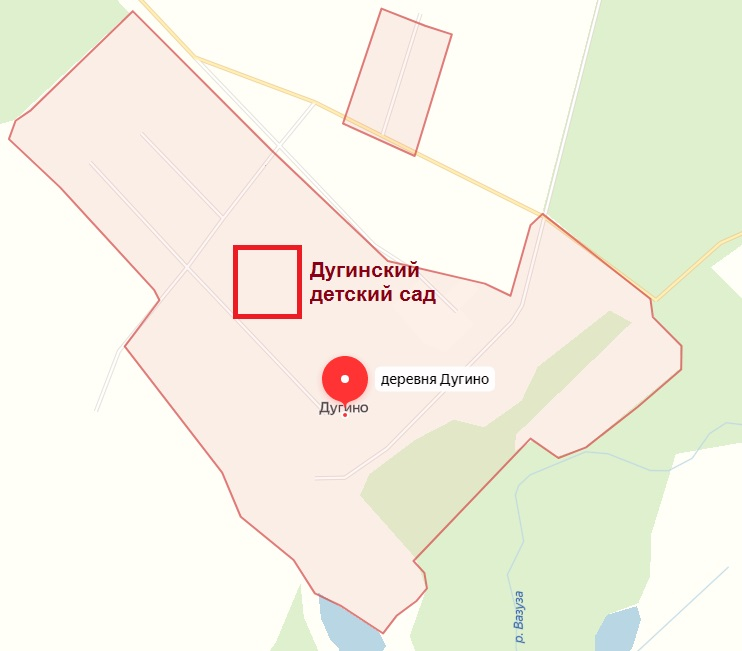 Дугинский
детский сад
деревня Дугино
Дугино
р. Вазуза